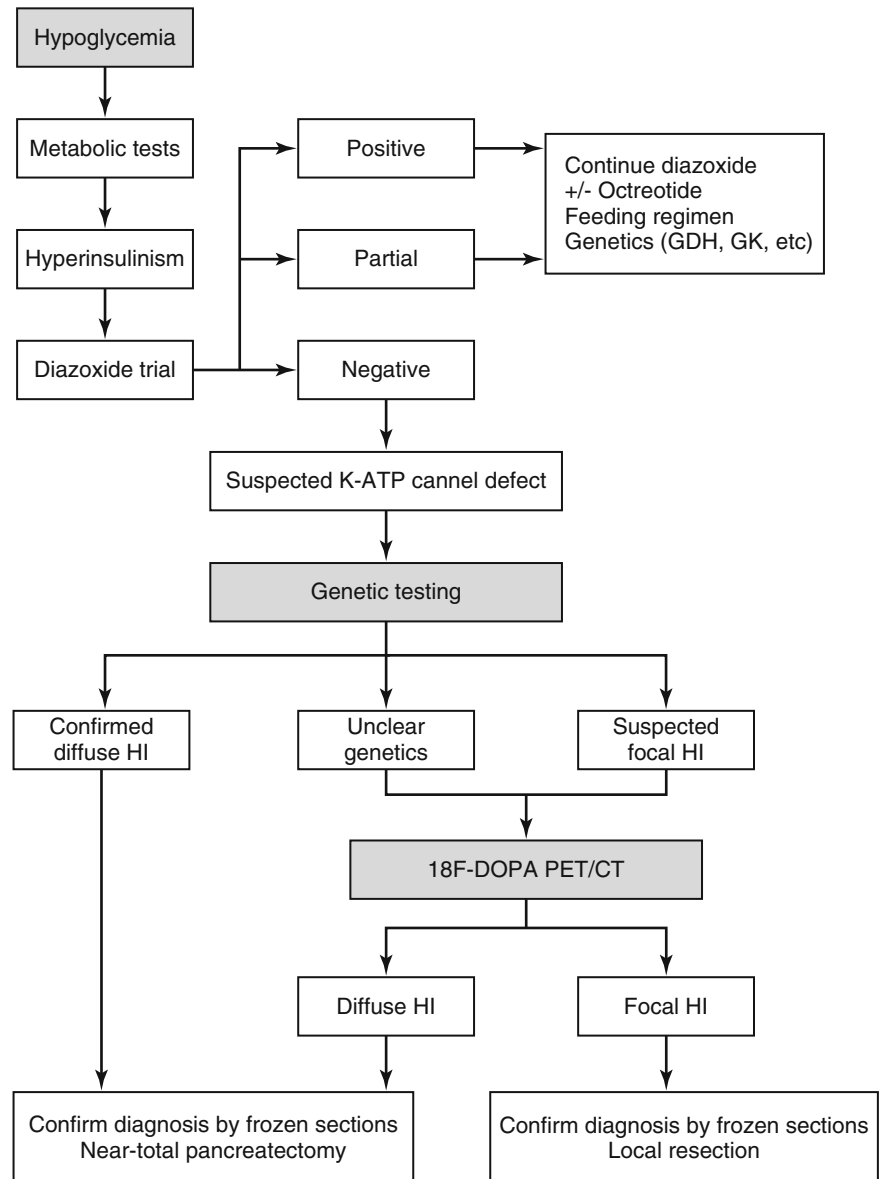 Hypoglycemia
Metabolic tests
Hyperinsulinism
Diazoxide trial
Positive
Partial
Negative
Continue diazoxide
+/- Octreotide
Feeding regimen
Genetics (GDH, GK, etc)
Suspected K-ATP cannel defect
Genetic testing
Confirmed
diffuse HI
Unclear
genetics
Suspected
focal HI
18F-DOPA PET/CT
Diffuse HI
Focal HI
Confirm diagnosis by frozen sections
Near-total pancreatectomy
Confirm diagnosis by frozen sections
Local resection